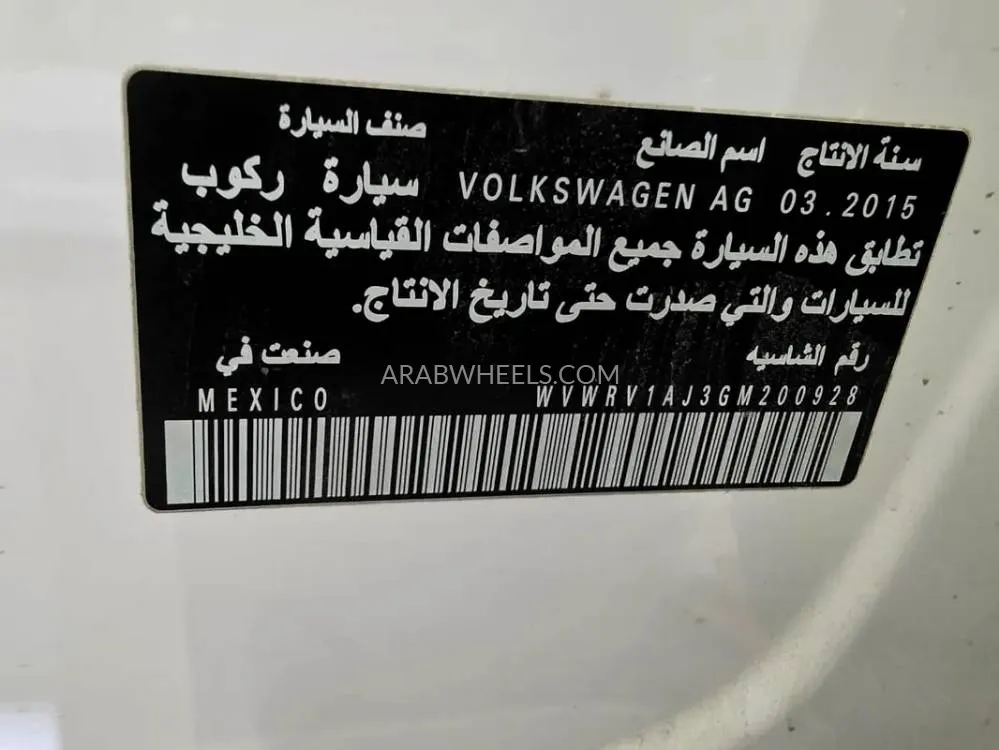 سنة الانتاج اسم الصانع صنف السيارة
03.2015 VOLKSWAGEN AG سيارة ركوب
تطابق هذه السيارة جميع المواصفات القياسية الخليجية
للسيارات والتي صدرت حتى تاريخ الانتاج.
رقم الشاسيه صنعت في
ARABWHEELS.COM
WVWRV1AJ3GM200928 MEXICO